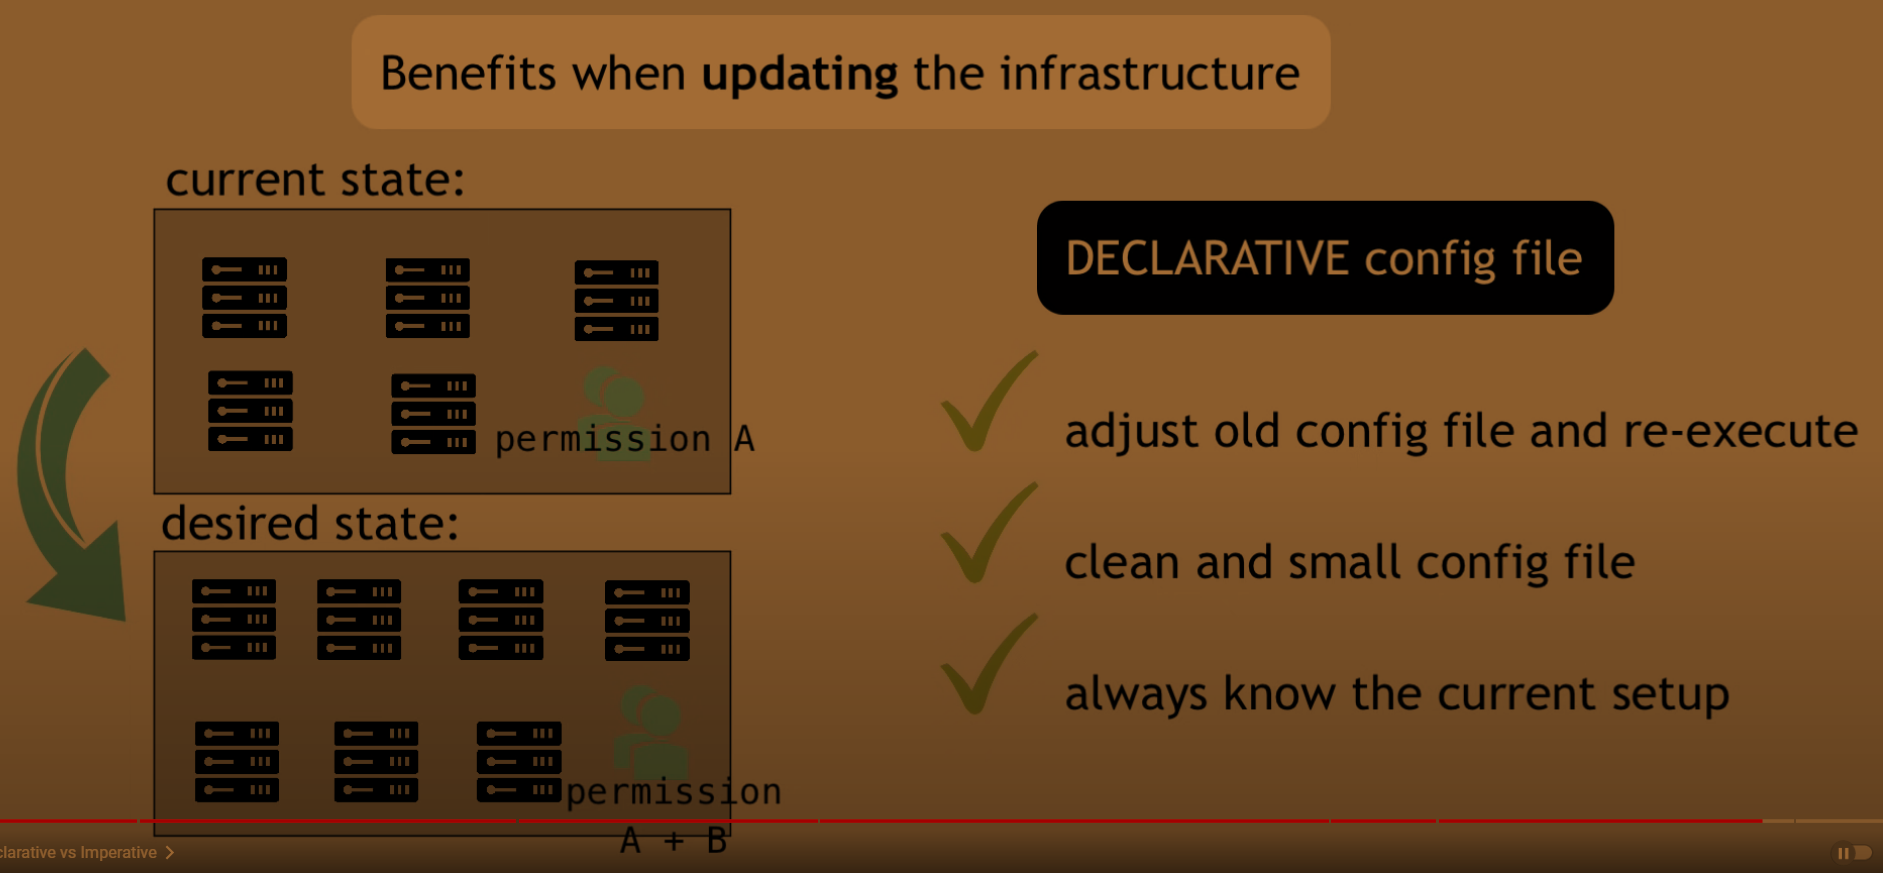 Benefits when updating the infrastructure
current state:
permission A
desired state:
permission
A + B
DECLARATIVE config file
adjust old config file and re-execute
clean and small config file
always know the current setup
larative vs Imperative